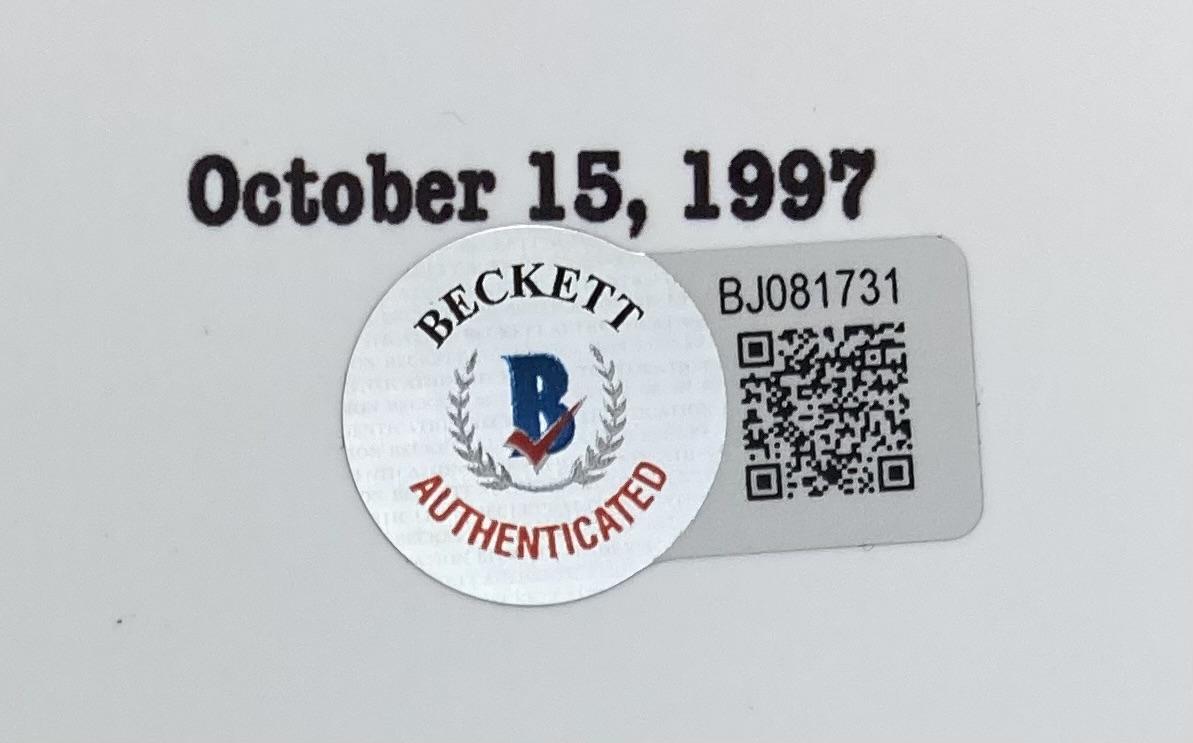 October 15, 1997
BECKETT
B
AUTHENTICATED
BJ081731